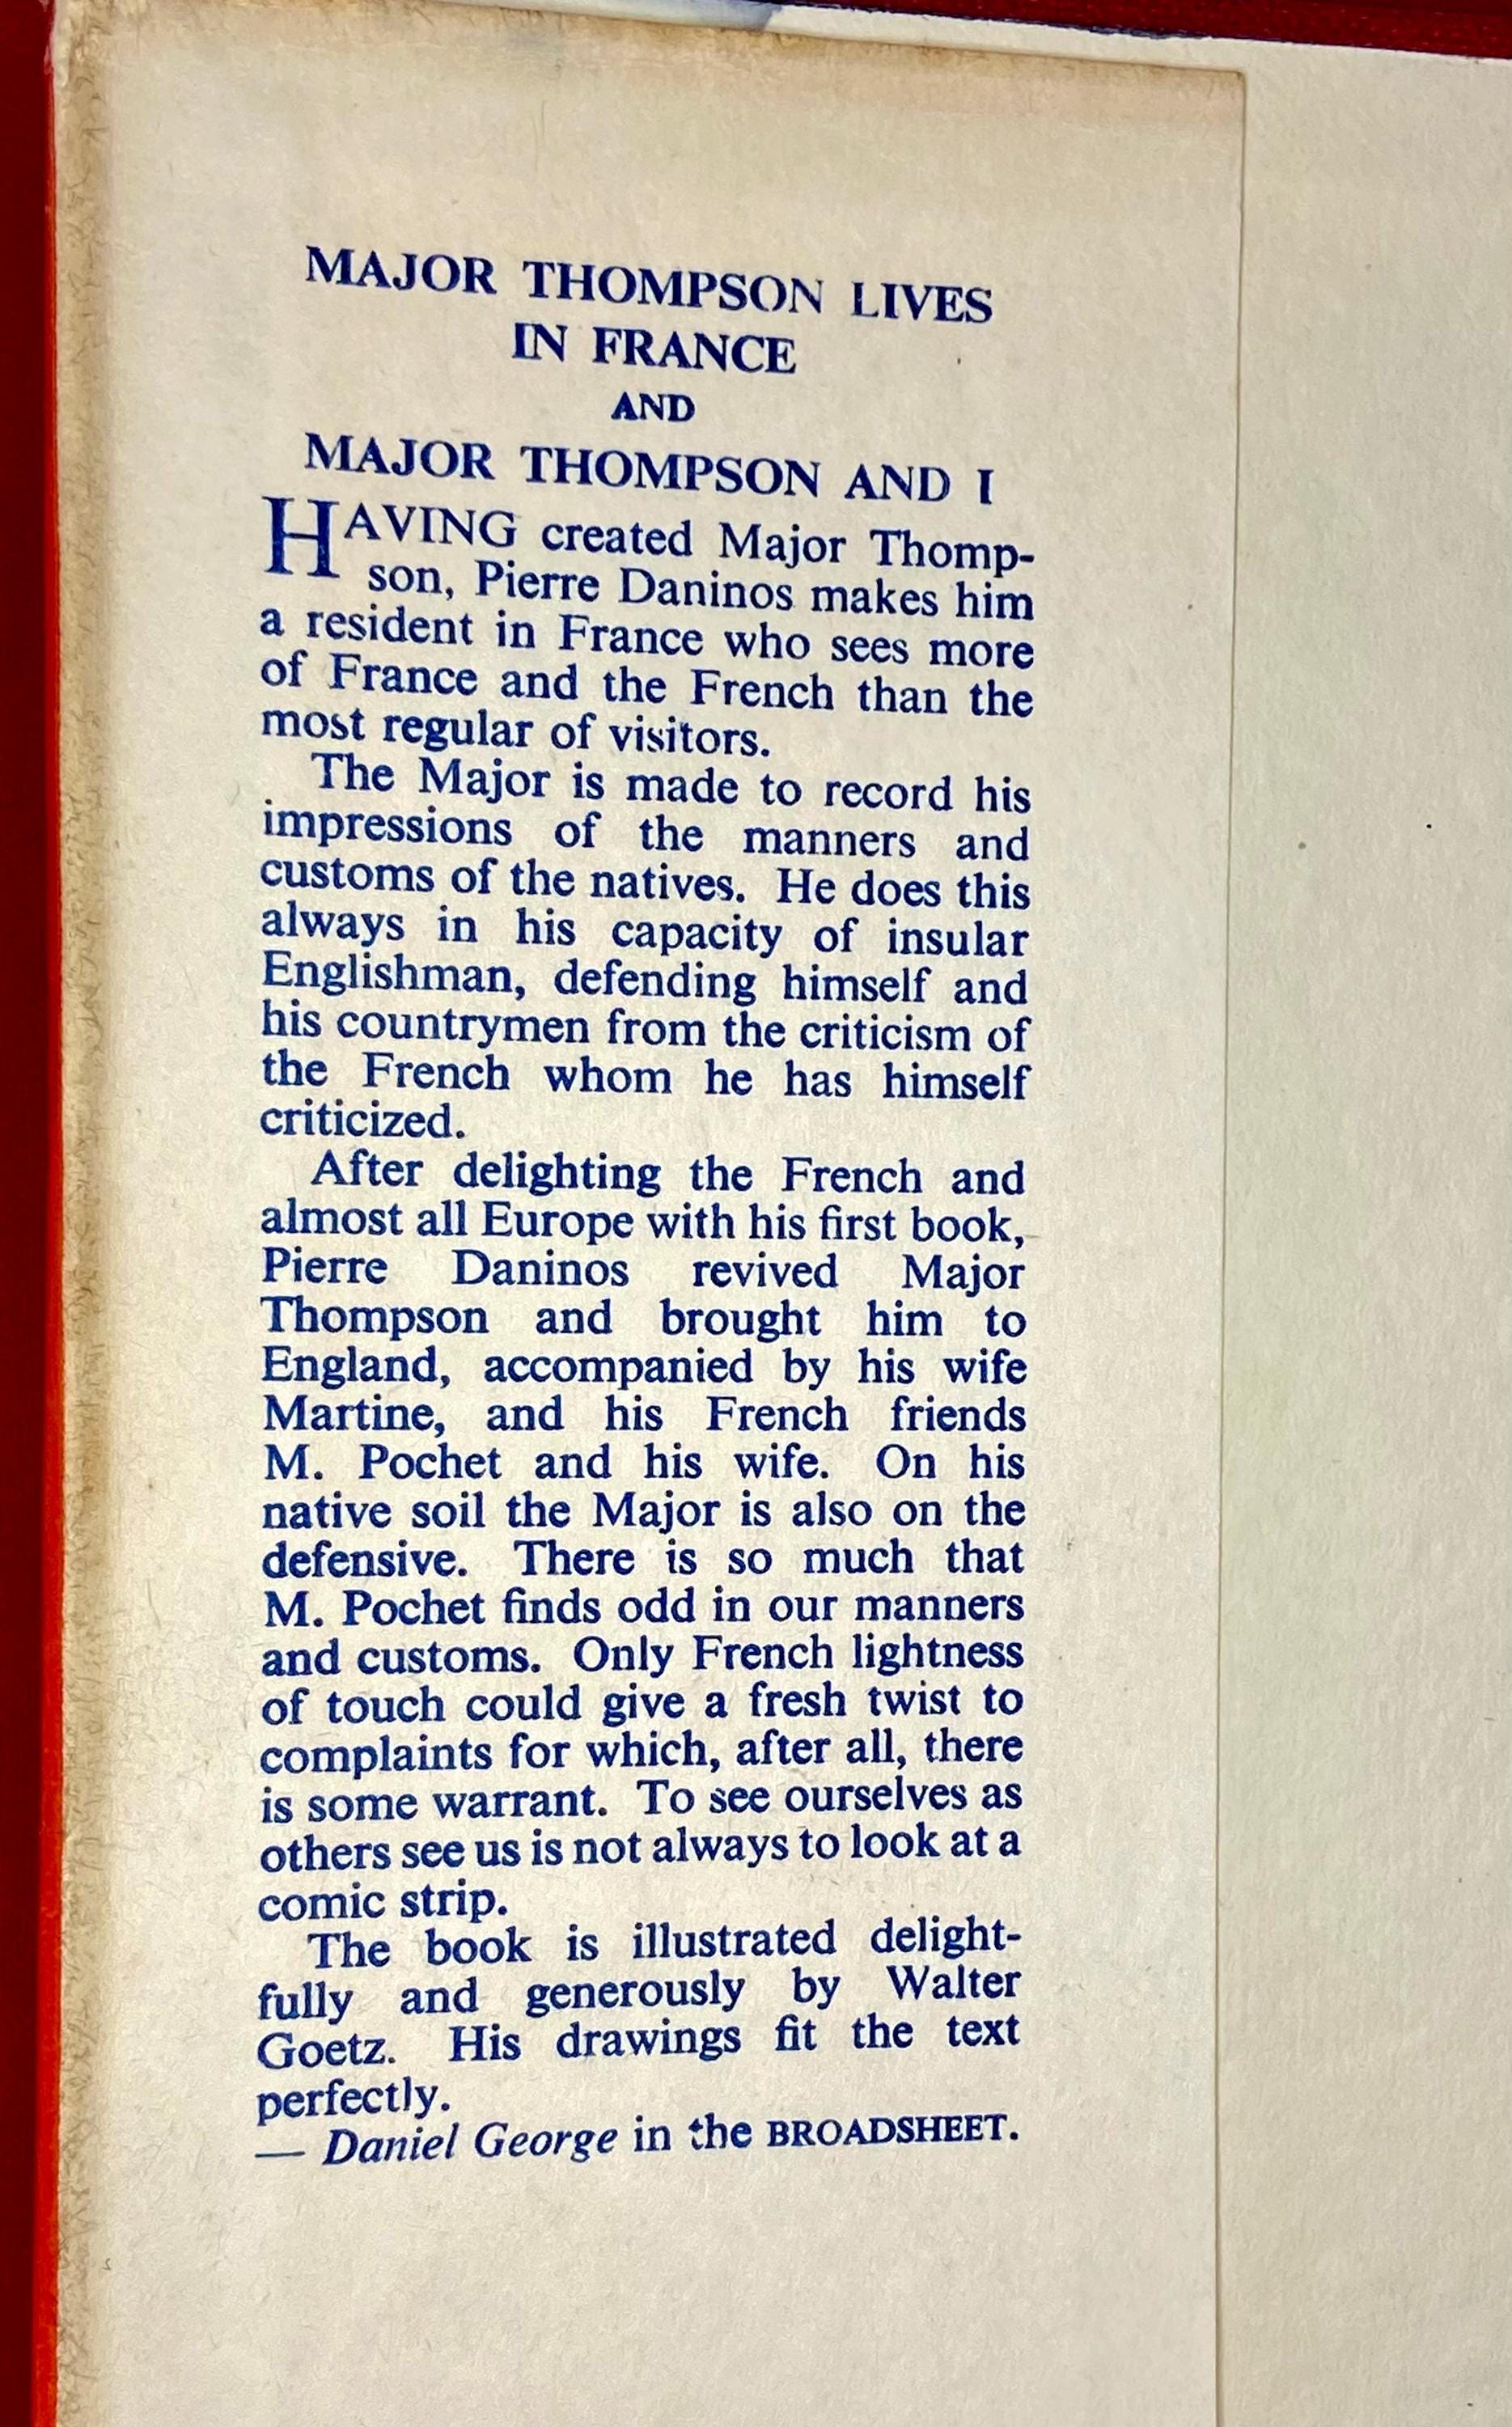 MAJOR THOMPSON LIVES
IN FRANCE
AND
MAJOR THOMPSON AND I
HAVING created Major Thomp-
son, Pierre Daninos makes him
a resident in France who sees more
of France and the French than the
most regular of visitors.
The Major is made to record his
impressions of the manners and
customs of the natives. He does this
always in his capacity of insular
Englishman, defending himself and
his countrymen from the criticism of
the French whom he has himself
criticized.
After delighting the French and
almost all Europe with his first book,
Pierre Daninos revived Major
Thompson and brought him to
England, accompanied by his wife
Martine, and his French friends
M. Pochet and his wife. On his
native soil the Major is also on the
defensive. There is so much that
M. Pochet finds odd in our manners
and customs. Only French lightness
of touch could give a fresh twist to
complaints for which, after all, there
is some warrant. To see ourselves as
others see us is not always to look at a
comic strip.
The book is illustrated delight-
fully and generously by Walter
Goetz. His drawings fit the text
perfectly.
— Daniel George in the BROADSHEET.